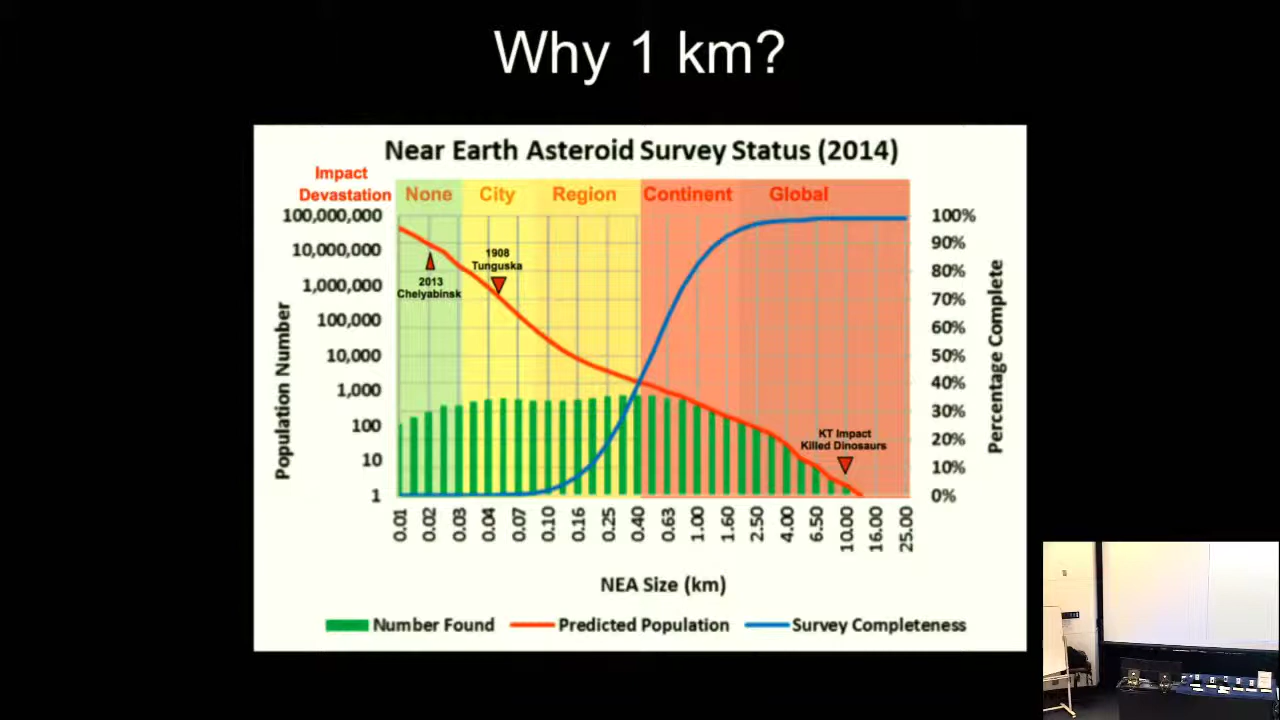 Why 1 km?
Near Earth Asteroid Survey Status (2014)
Impact
Devastation
None
City
Region
Continent
Global
100,000,000
10,000,000
1,000,000
100,000
10,000
1,000
100
10
1
Population Number
2013
Chelyabinsk
1908
Tunguska
KT Impact
Killed Dinosaurs
100%
90%
80%
70%
60%
50%
40%
30%
20%
10%
0%
Percentage Complete
0.01
0.02
0.03
0.04
0.07
0.10
0.16
0.25
0.40
0.63
1.00
1.60
2.50
4.00
6.50
10.00
16.00
25.00
NEA Size (km)
Number Found
Predicted Population
Survey Completeness